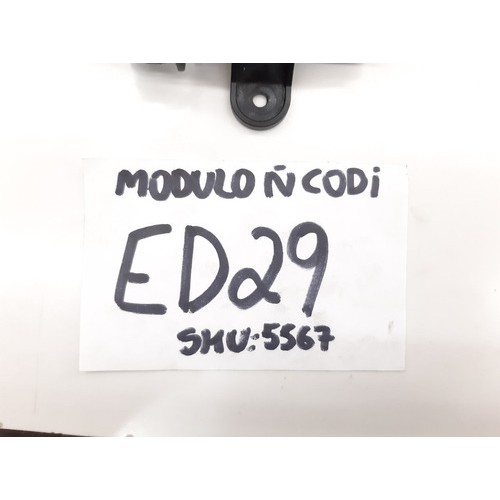 MODULO Ñ CODi
ED29
SKU: 5567